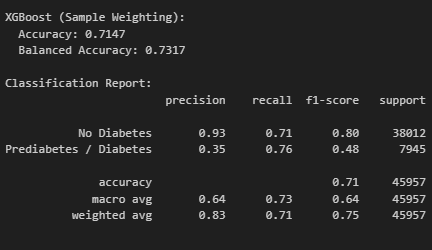 XGBoost (Sample Weighting):
Accuracy: 0.7147
Balanced Accuracy: 0.7317
Classification Report:
precision recall f1-score support
No Diabetes 0.93 0.71 0.80 38012
Prediabetes / Diabetes 0.35 0.76 0.48 7945
accuracy 0.71 45957
macro avg 0.64 0.73 0.64 45957
weighted avg 0.83 0.71 0.75 45957